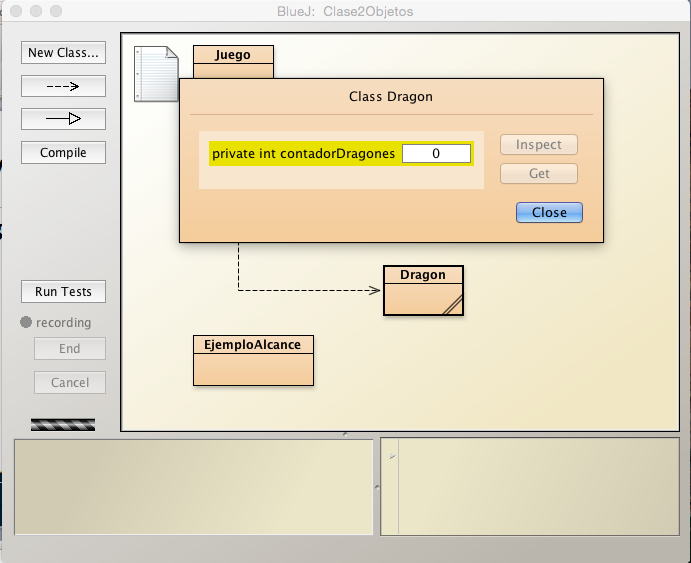 BlueJ: Clase2Objetos
New Class...
Compile
Run Tests
recording
End
Cancel
Juego
Class Dragon
private int contadorDragones 0
Inspect
Get
Close
Dragon
EjemploAlcance